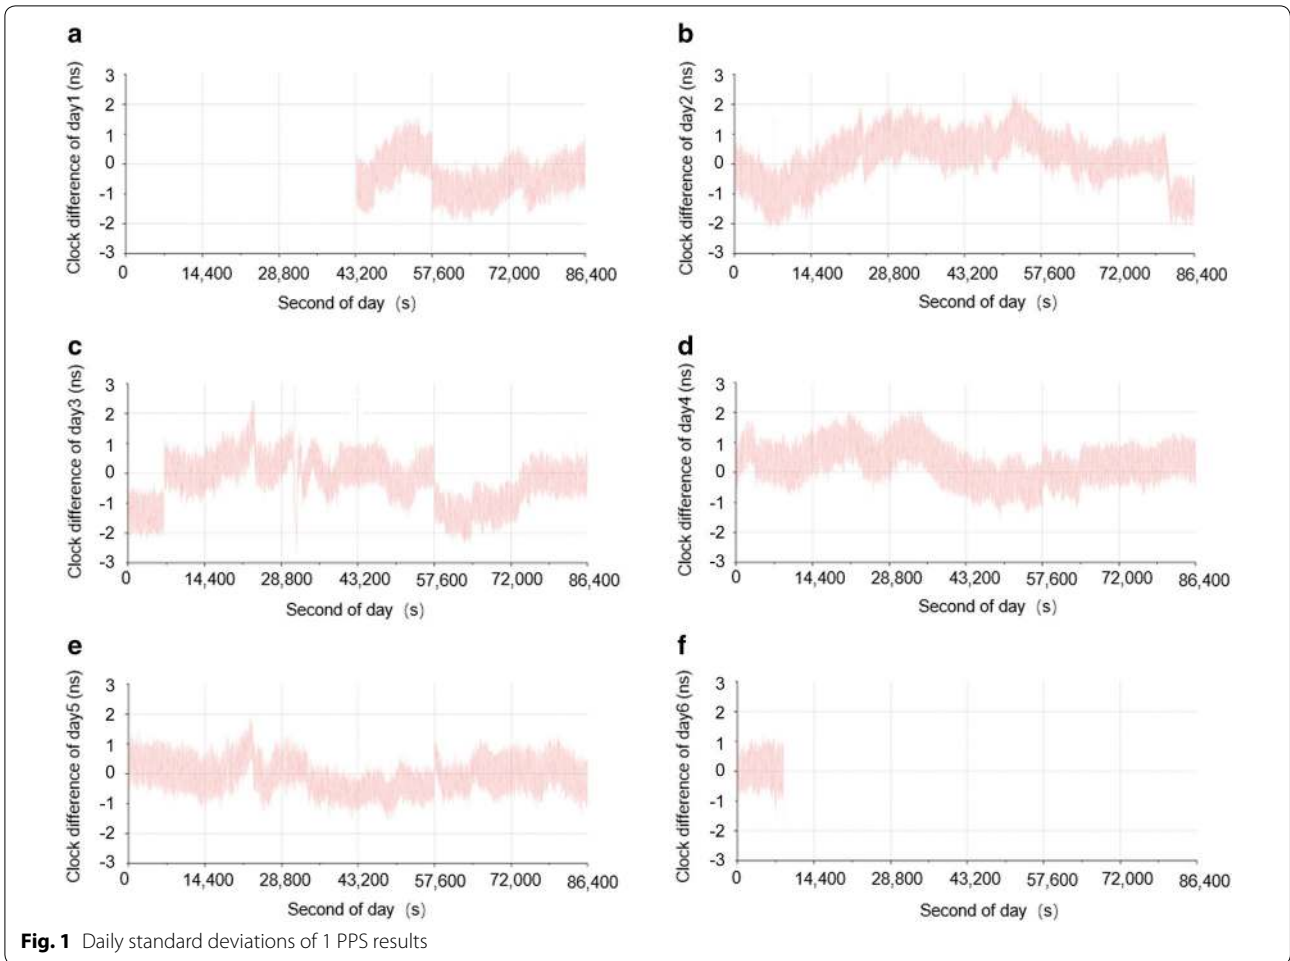 a
Clock difference of day1 (ns)
3
2
1
0
-1
-2
-3
0 14,400 28,800 43,200 57,600 72,000 86,400
Second of day (s)
b
Clock difference of day2 (ns)
3
2
1
0
-1
-2
-3
0 14,400 28,800 43,200 57,600 72,000 86,400
Second of day (s)
c
Clock difference of day3 (ns)
3
2
1
0
-1
-2
-3
0 14,400 28,800 43,200 57,600 72,000 86,400
Second of day (s)
d
Clock difference of day4 (ns)
3
2
1
0
-1
-2
-3
0 14,400 28,800 43,200 57,600 72,000 86,400
Second of day (s)
e
Clock difference of day5 (ns)
3
2
1
0
-1
-2
-3
0 14,400 28,800 43,200 57,600 72,000 86,400
Second of day (s)
f
Clock difference of day6 (ns)
3
2
1
0
-1
-2
-3
0 14,400 28,800 43,200 57,600 72,000 86,400
Second of day (s)
Fig. 1 Daily standard deviations of 1 PPS results